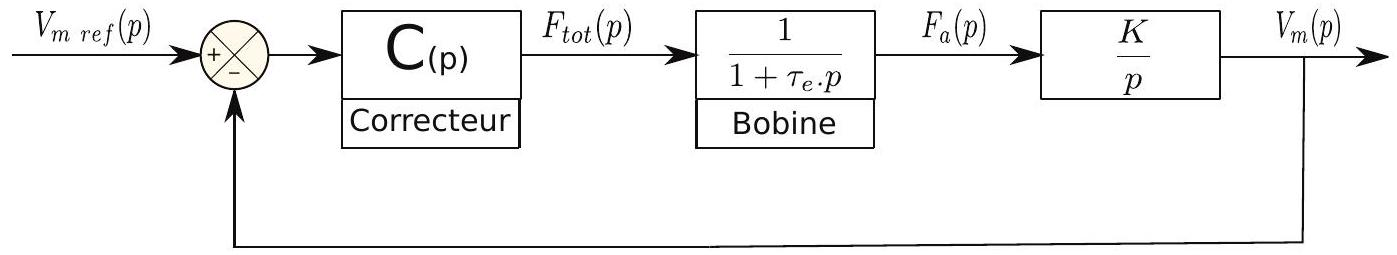 V_{m ref}(p)
+
−
C(p)
Correcteur
F_{tot}(p)
1
1 + τ_e.p
Bobine
F_a(p)
K
p
V_m(p)